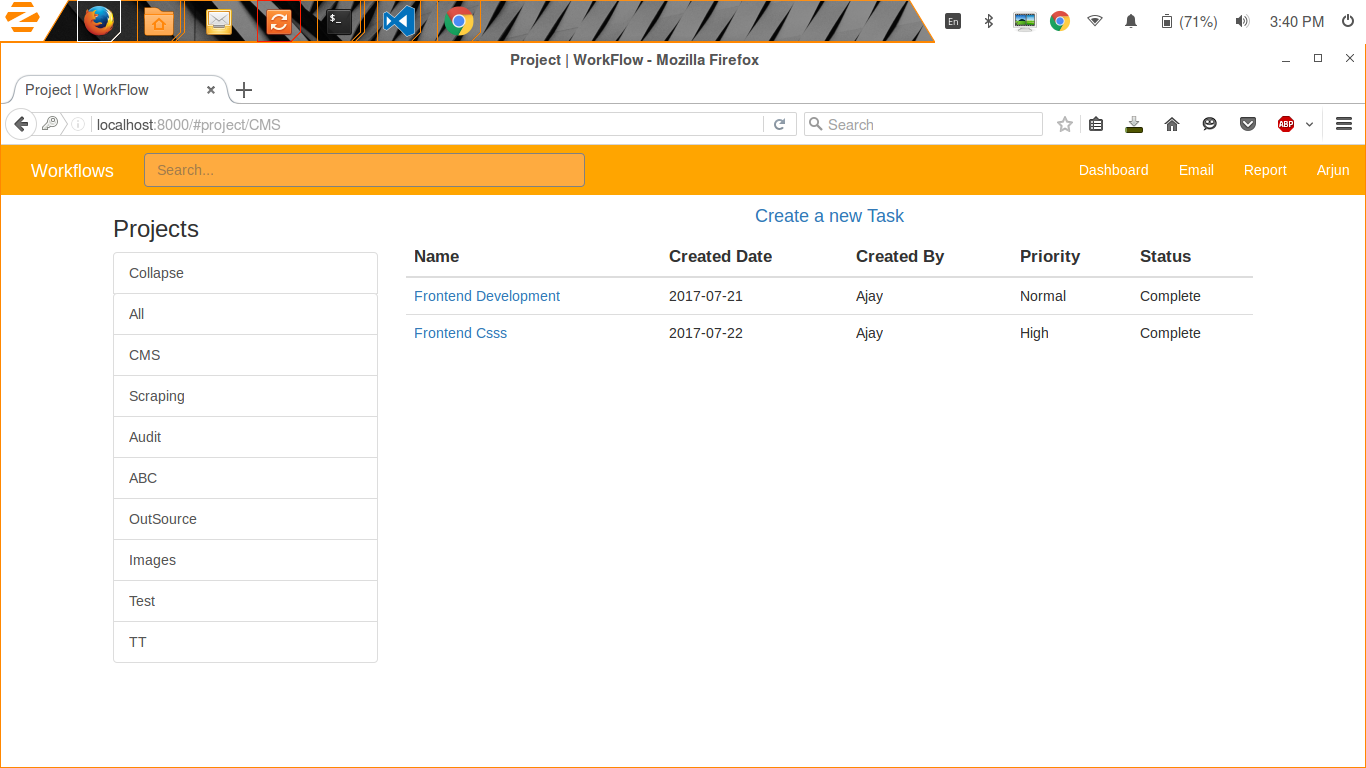 En (71%) 3:40 PM
Project | WorkFlow - Mozilla Firefox
Project | WorkFlow
localhost:8000/#project/CMS Search ABP
Workflows Search... Dashboard Email Report Arjun
Projects
Collapse
All
CMS
Scraping
Audit
ABC
OutSource
Images
Test
TT
Create a new Task
Name Created Date Created By Priority Status
Frontend Development 2017-07-21 Ajay Normal Complete
Frontend Csss 2017-07-22 Ajay High Complete